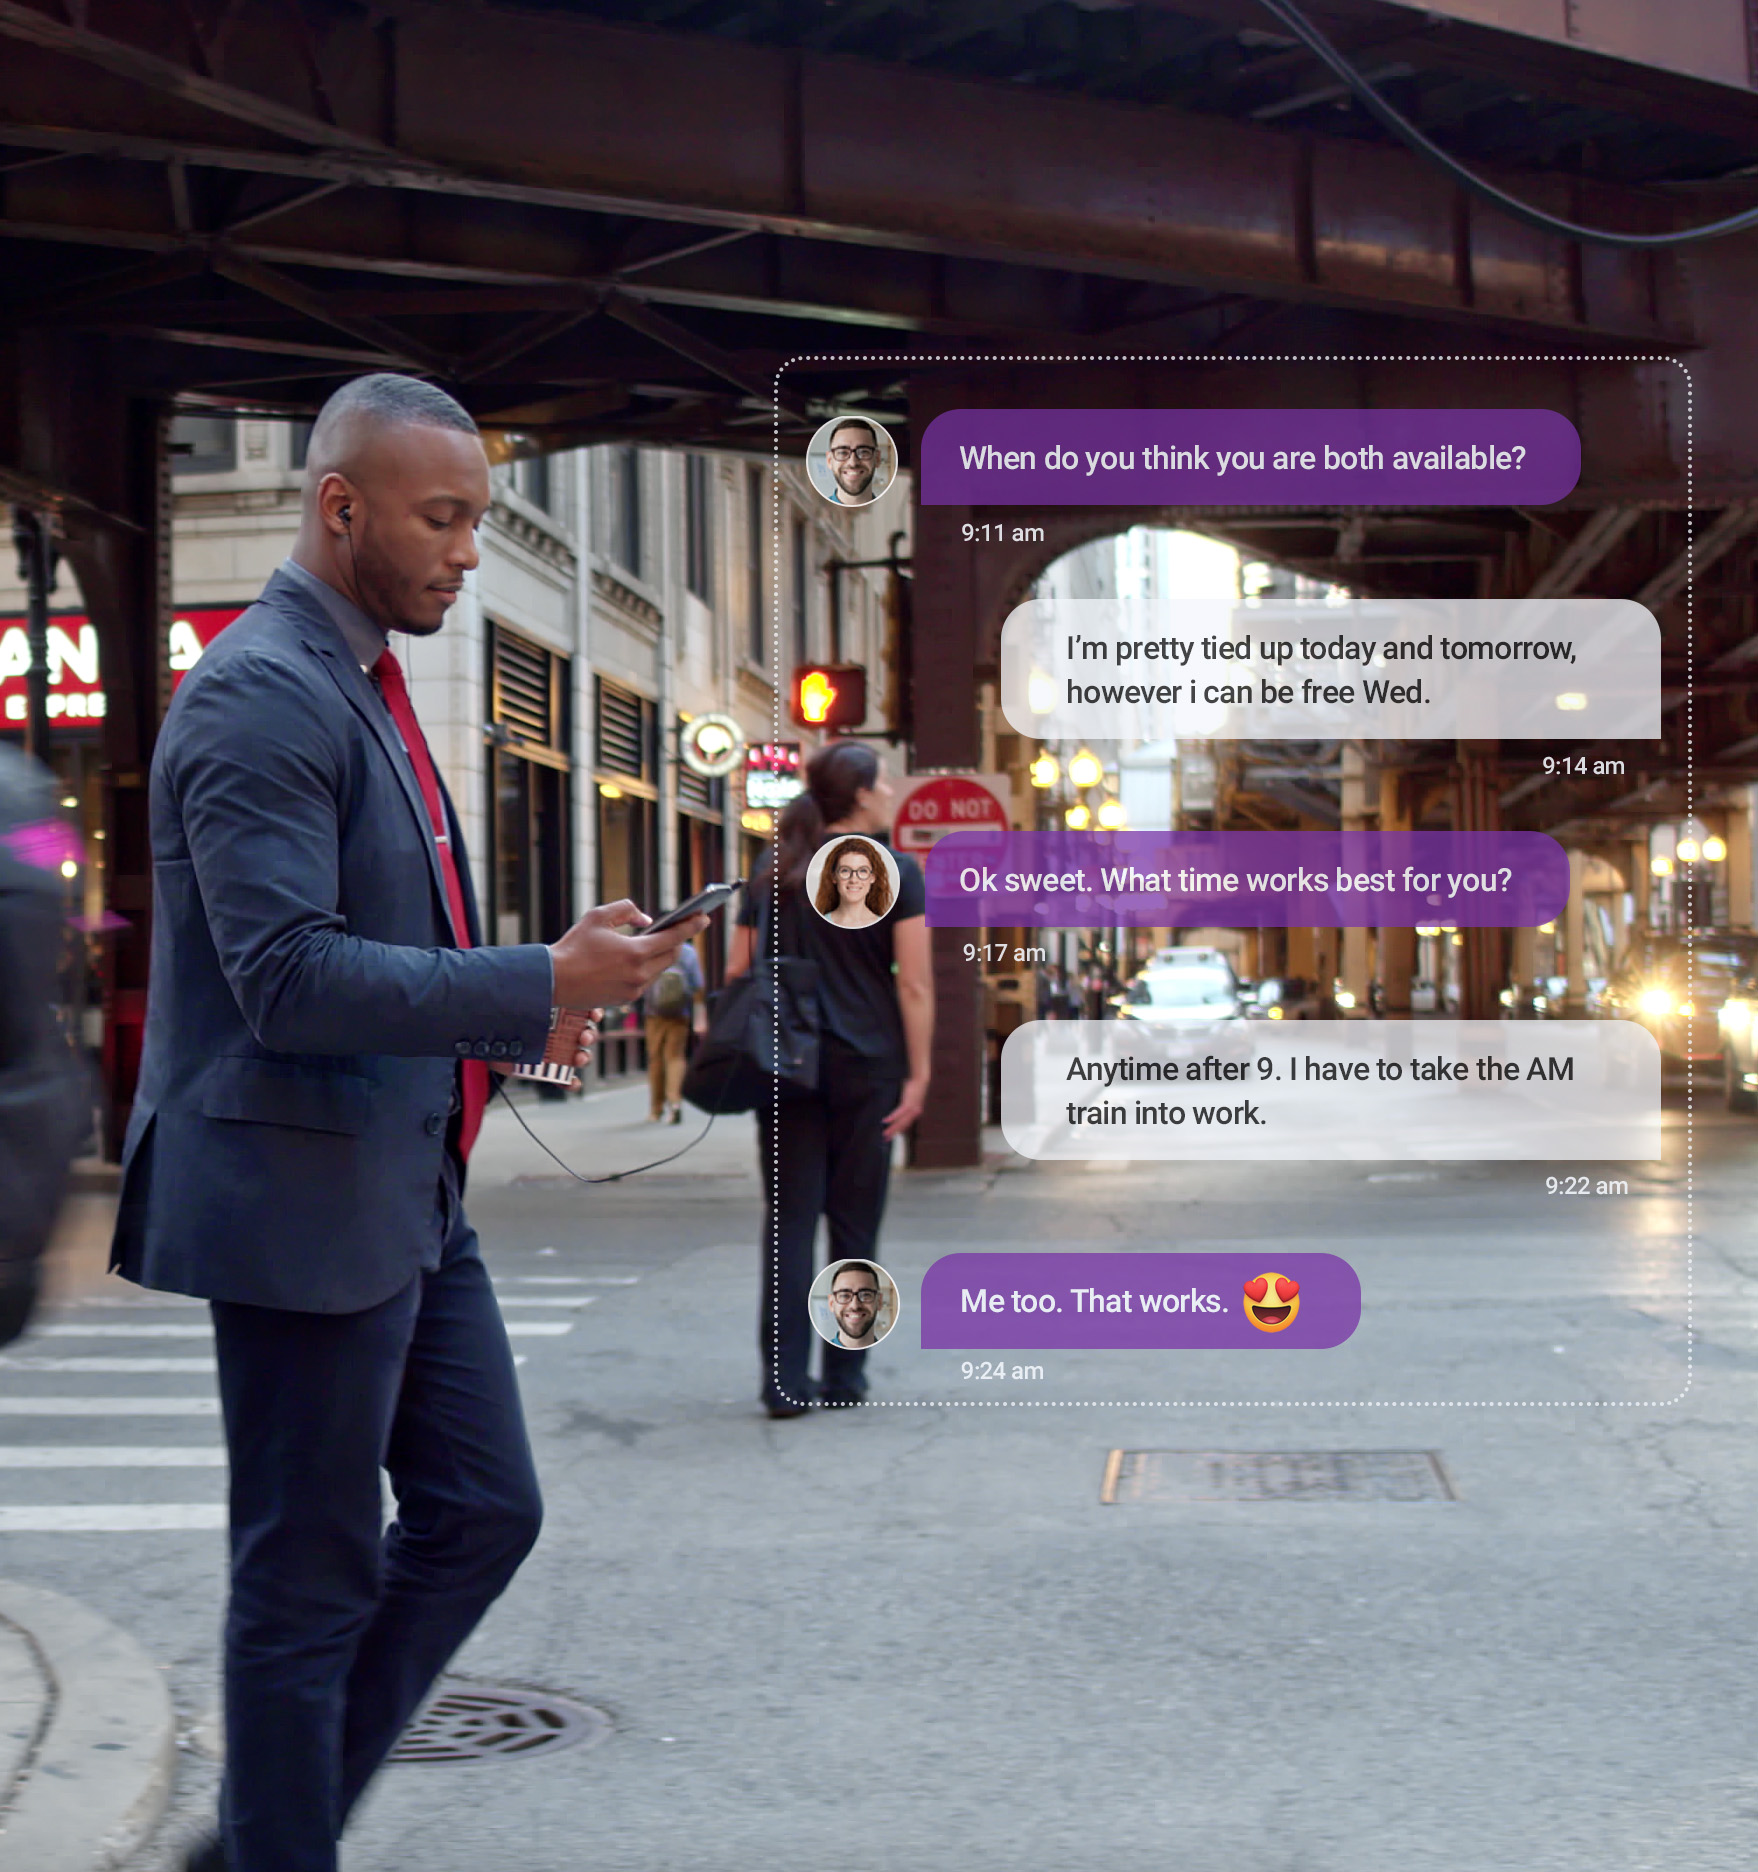 When do you think you are both available?
9:11 am
I’m pretty tied up today and tomorrow,
however i can be free Wed.
9:14 am
DO NOT
Ok sweet. What time works best for you?
9:17 am
Anytime after 9. I have to take the AM
train into work.
9:22 am
Me too. That works. 😍
9:24 am